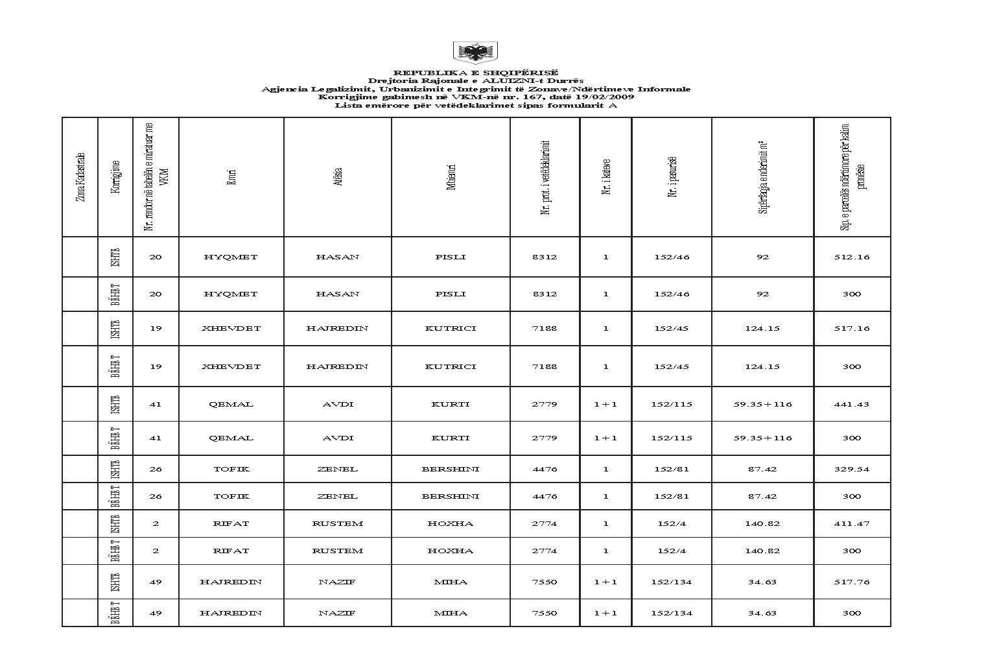 REPUBLIKA E SHQIPËRISË
Drejtoria Rajonale e ALUIZNI-t Durrës
Agjencia Legalizimit, Urbanizimit e Integrimit të Zonave/Ndërtimeve Informale
Korrigjime gabimesh në VKM-në nr. 167, datë 19/02/2009
Lista emërore për vetëdeklarimet sipas formularit A
Zona Kadastrale
Korrigjime
Nr. rendor në tabelën e miratuar me
VKM
Emri
Atësia
Mbiemri
Nr. prot. i vetëdeklarimit
Nr. i kateve
Nr. i pasurisë
Sipërfaqja e nderimit m²
Sip. e parcelës ndërtimore për kalim
pronësie
ISHTE 20 HYQMET HASAN PISLI 8312 1 152/46 92 512.16
BËHET 20 HYQMET HASAN PISLI 8312 1 152/46 92 300
ISHTE 19 XHEVDET HAJREDIN KUTRICI 7188 1 152/45 124.15 517.16
BËHET 19 XHEVDET HAJREDIN KUTRICI 7188 1 152/45 124.15 300
ISHTE 41 QEMAL AVDI KURTI 2779 1+1 152/115 59.35+116 441.43
BËHET 41 QEMAL AVDI KURTI 2779 1+1 152/115 59.35+116 300
ISHTE 26 TOFIK ZENEL BERSHINI 4476 1 152/81 87.42 329.54
BËHET 26 TOFIK ZENEL BERSHINI 4476 1 152/81 87.42 300
ISHTE 2 RIFAT RUSTEM HOXHA 2774 1 152/4 140.82 411.47
BËHET 2 RIFAT RUSTEM HOXHA 2774 1 152/4 140.82 300
ISHTE 49 HAJREDIN NAZIF MIHA 7550 1+1 152/134 34.63 517.76
BËHET 49 HAJREDIN NAZIF MIHA 7550 1+1 152/134 34.63 300